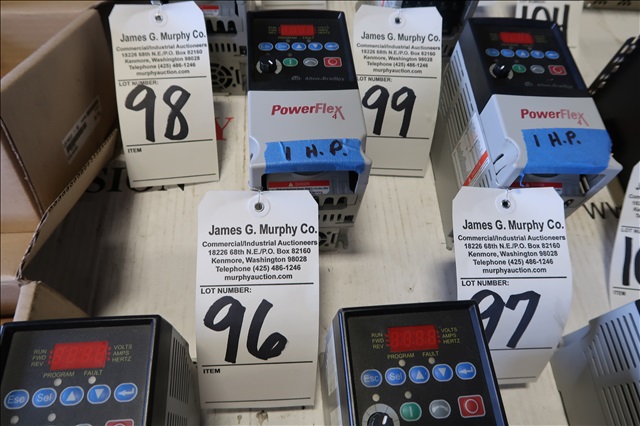 James G. Murphy Co.
Commercial/Industrial Auctioneers
18226 68th N.E./P.O. Box 82160
Kenmore, Washington 98028
Telephone (425) 486-1246
murphyauction.com
LOT NUMBER:
98
ITEM
PowerFlex
4
1 H.P.
James G. Murphy Co.
Commercial/Industrial Auctioneers
18226 68th N.E./P.O. Box 82160
Kenmore, Washington 98028
Telephone (425) 486-1246
murphyauction.com
LOT NUMBER:
99
ITEM
Allen-Bradley
PowerFlex
4
1 H.P.
James G. Murphy Co.
Commercial/Industrial Auctioneers
18226 68th N.E./P.O. Box 82160
Kenmore, Washington 98028
Telephone (425) 486-1246
murphyauction.com
LOT NUMBER:
96
ITEM
James G. Murphy Co.
Commercial/Industrial Auctioneers
18226 68th N.E./P.O. Box 82160
Kenmore, Washington 98028
Telephone (425) 486-1246
murphyauction.com
LOT NUMBER:
97
RUN
FWD
REV
VOLTS
AMPS
HERTZ
PROGRAM FAULT
Esc Sel
RUN
FWD
REV
VOLTS
AMPS
HERTZ
PROGRAM FAULT
Esc Sel